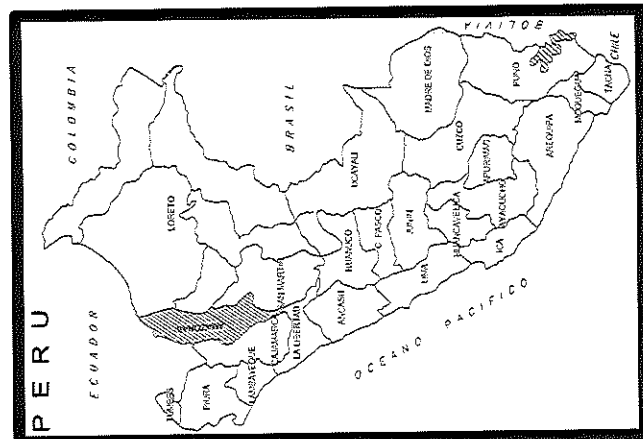 PERU
ECUADOR
COLOMBIA
BRASIL
TUMBES
PIURA
LAMBAYEQUE
CAJAMARCA
AMAZONAS
LORETO
SAN MARTIN
LA LIBERTAD
ANCASH
HUANUCO
UCAYALI
C. PASCO
LIMA
JUNIN
HUANCAVELICA
ICA
AYACUCHO
APURIMAC
CUZCO
MADRE DE DIOS
PUNO
AREQUIPA
MOQUEGUA
TACNA
CHILE
OCEANO PACIFICO